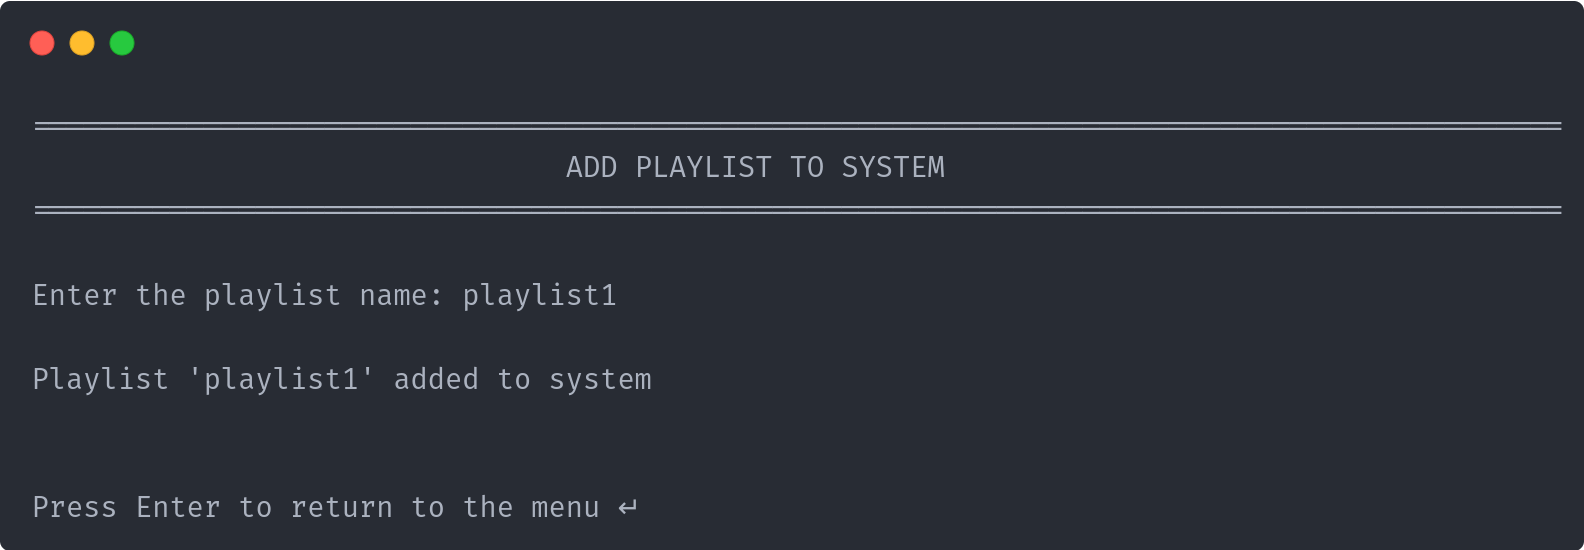 ADD PLAYLIST TO SYSTEM
Enter the playlist name: playlist1
Playlist 'playlist1' added to system
Press Enter to return to the menu ↵